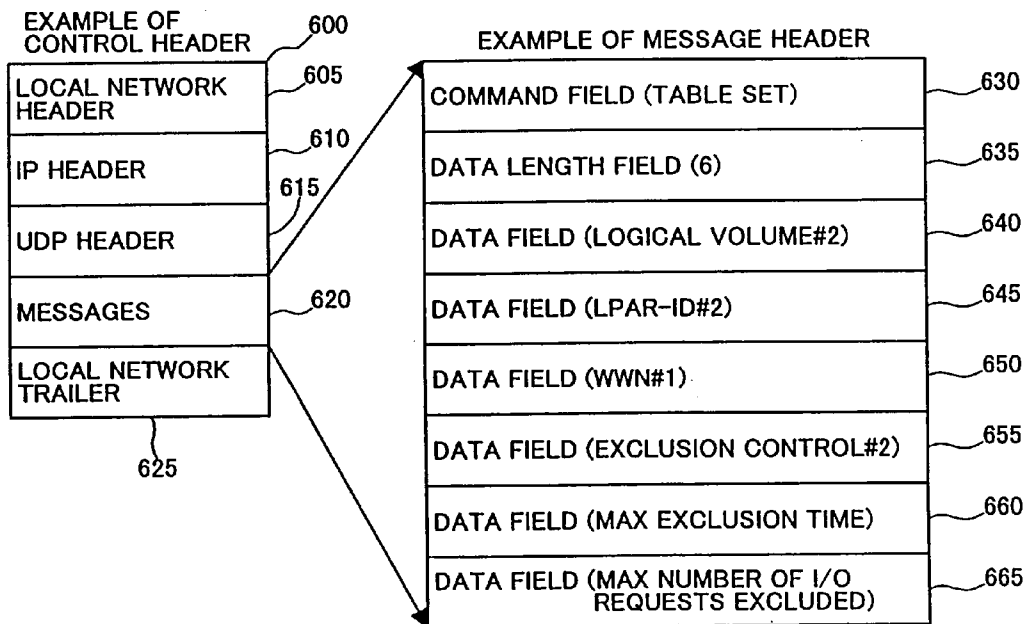 EXAMPLE OF
CONTROL HEADER
600
LOCAL NETWORK
HEADER
605
IP HEADER
610
UDP HEADER
615
MESSAGES
620
LOCAL NETWORK
TRAILER
625
EXAMPLE OF MESSAGE HEADER
COMMAND FIELD (TABLE SET)
630
DATA LENGTH FIELD (6)
635
DATA FIELD (LOGICAL VOLUME#2)
640
DATA FIELD (LPAR-ID#2)
645
DATA FIELD (WWN#1)
650
DATA FIELD (EXCLUSION CONTROL#2)
655
DATA FIELD (MAX EXCLUSION TIME)
660
DATA FIELD (MAX NUMBER OF I/O
REQUESTS EXCLUDED)
665